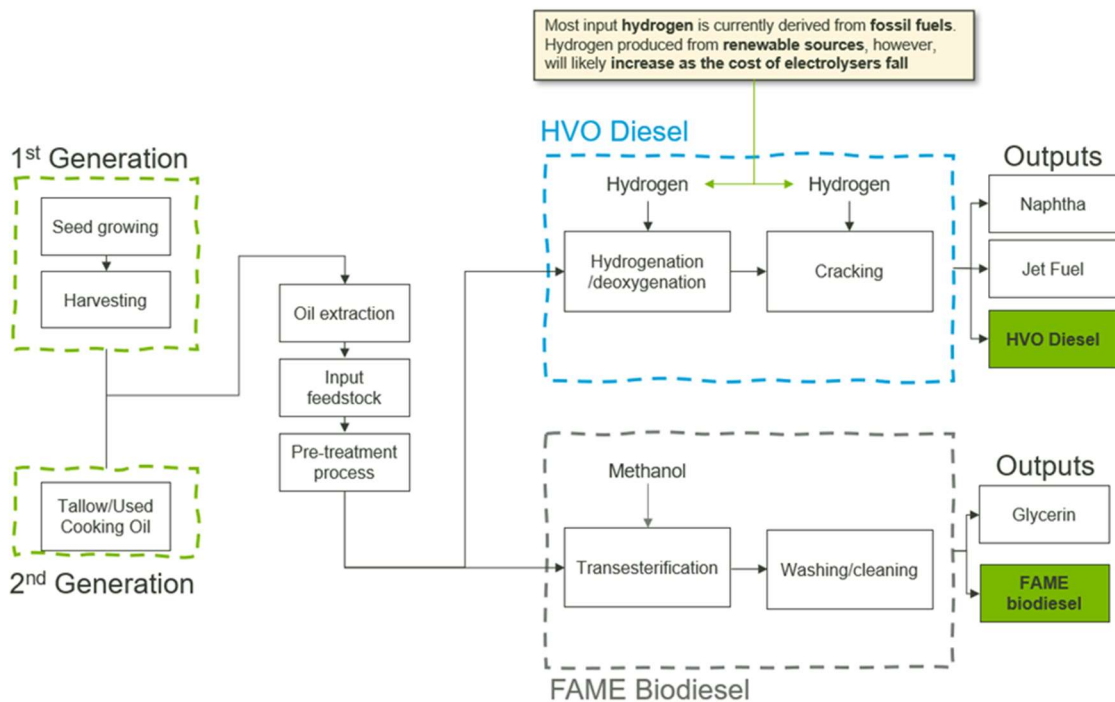 Most input hydrogen is currently derived from fossil fuels.
Hydrogen produced from renewable sources, however,
will likely increase as the cost of electrolysers fall
1st Generation
Seed growing
Harvesting
Tallow/Used
Cooking Oil
2nd Generation
Oil extraction
Input
feedstock
Pre-treatment
process
HVO Diesel
Hydrogen
Hydrogen
Hydrogenation
/deoxygenation
Cracking
Outputs
Naphtha
Jet Fuel
HVO Diesel
Methanol
Transesterification
Washing/cleaning
FAME Biodiesel
Outputs
Glycerin
FAME
biodiesel